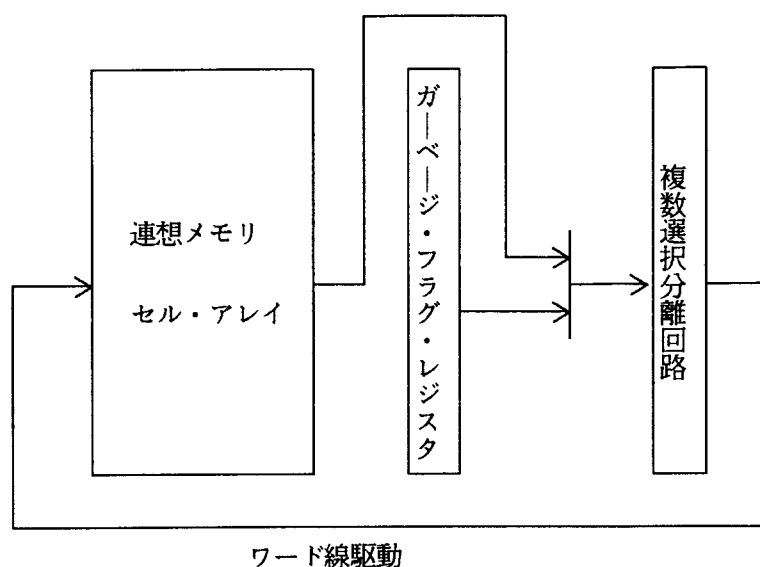 連想メモリ
セル・アレイ
ガーベージ・フラグ・レジスタ
複数選択分離回路
ワード線駆動